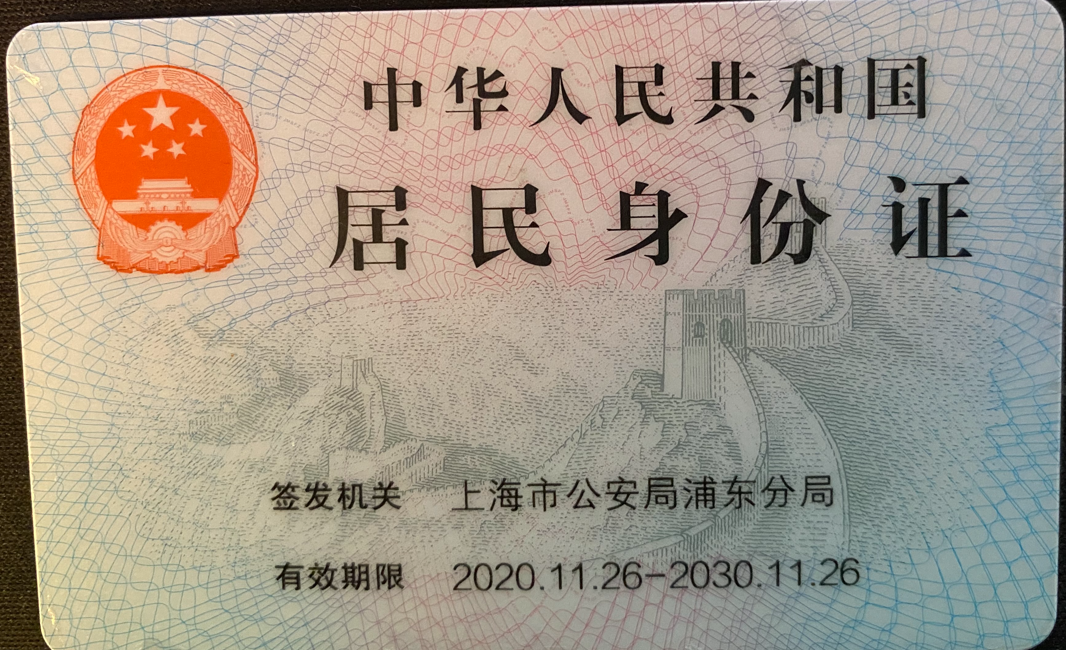 中华人民共和国
居民身份证
签发机关 上海市公安局浦东分局
有效期限 2020.11.26-2030.11.26